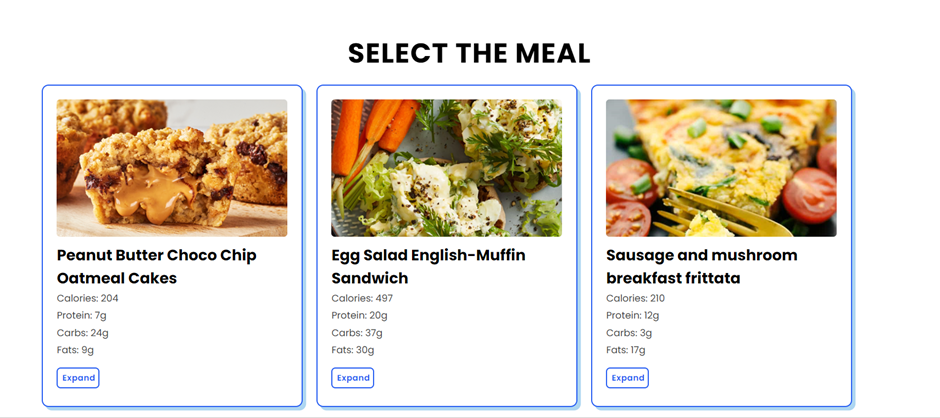 SELECT THE MEAL
Peanut Butter Choco Chip
Oatmeal Cakes
Calories: 204
Protein: 7g
Carbs: 24g
Fats: 9g
Expand
Egg Salad English-Muffin
Sandwich
Calories: 497
Protein: 20g
Carbs: 37g
Fats: 30g
Expand
Sausage and mushroom
breakfast frittata
Calories: 210
Protein: 12g
Carbs: 3g
Fats: 17g
Expand